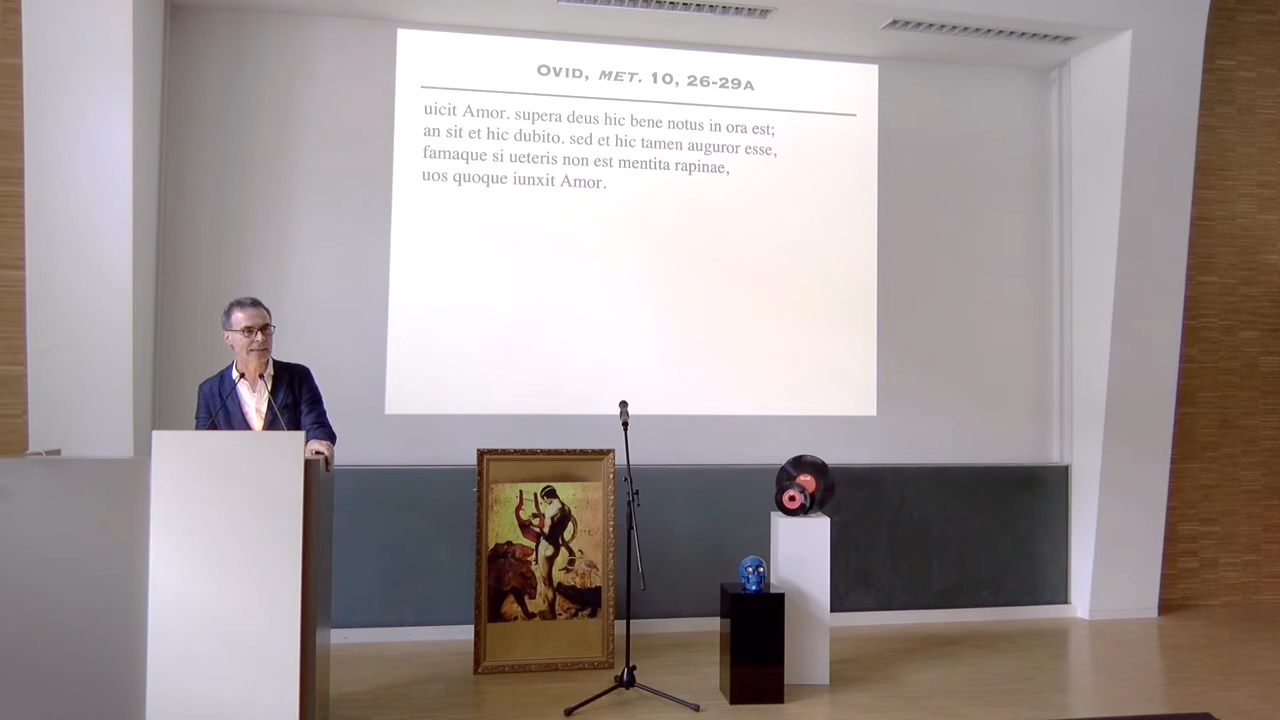 OVID, MET. 10, 26-29A
uicit Amor. supera deus hic bene notus in ora est;
an sit et hic dubito. sed et hic tamen auguror esse,
famaque si ueteris non est mentita rapinae,
uos quoque iunxit Amor.